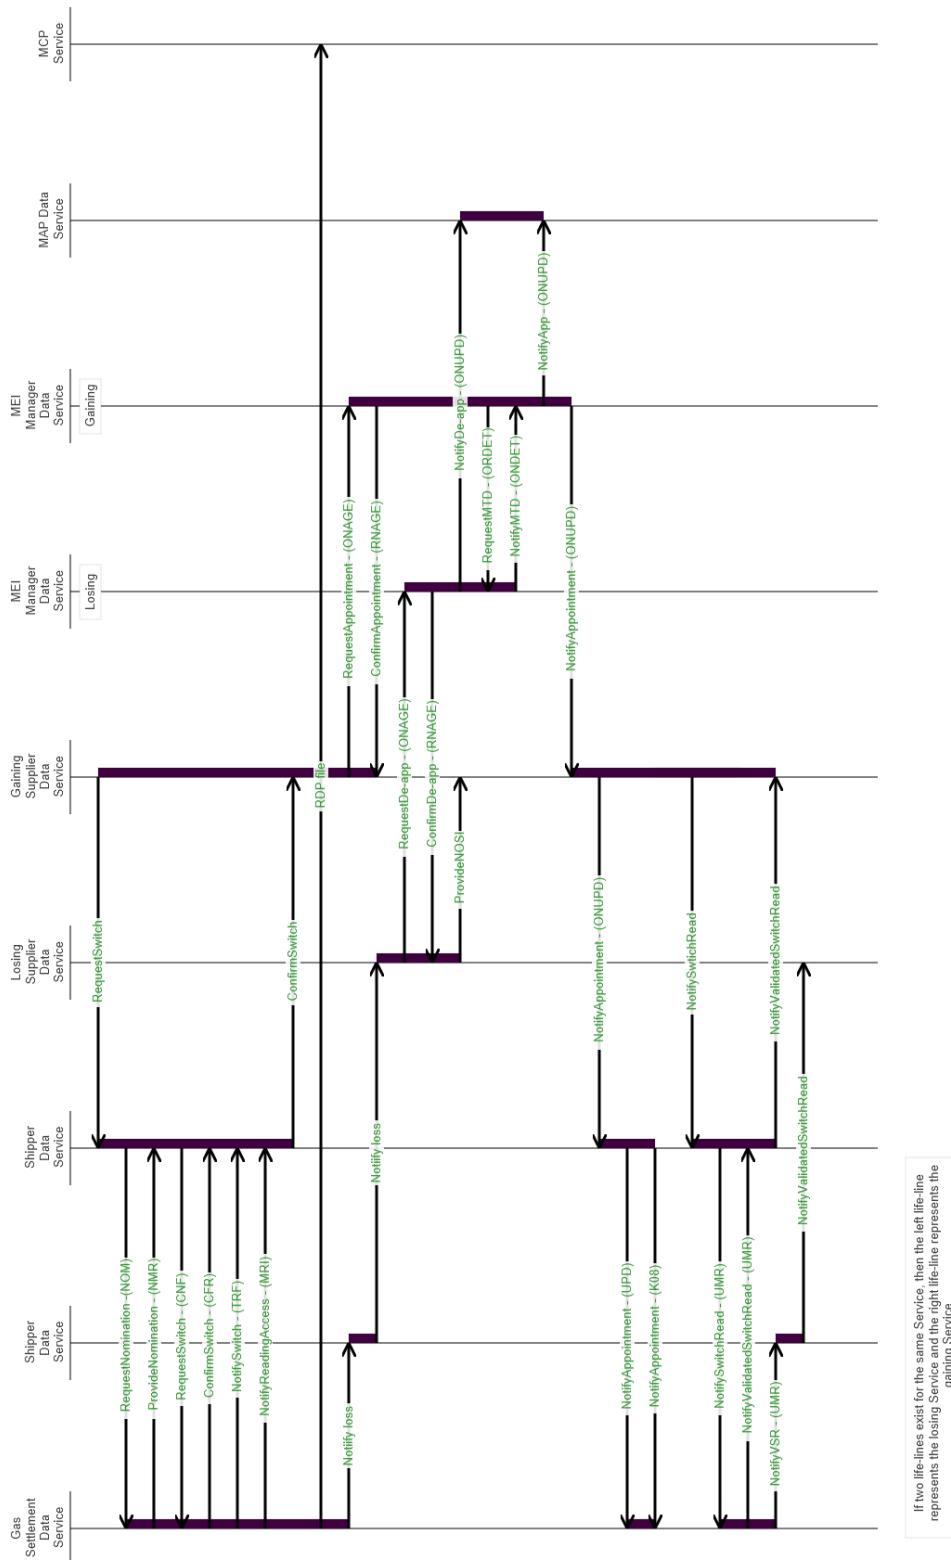 Gas
Settlement
Data
Service
Shipper
Data
Service
Shipper
Data
Service
Losing
Supplier
Data
Service
Gaining
Supplier
Data
Service
MEI
Manager
Data
Service
MEI
Manager
Data
Service
MAP Data
Service
MCP
Service
Losing
Gaining
RequestSwitch
RequestNomination - (NOM)
ProvideNomination - (NMR)
RequestSwitch - (CNF)
ConfirmSwitch - (CFR)
NotifySwitch - (TRF)
NotifyReadingAccess - (MRI)
ConfirmSwitch
RDP file
Notiify loss
RequestAppointment - (ONAGE)
Notiify loss
ConfirmAppointment - (RNAGE)
RequestDe-app - (ONAGE)
ConfirmDe-app - (RNAGE)
ProvideNOSI
NotifyDe-app - (ONUPD)
RequestMTD - (ORDET)
NotifyMTD - (ONDET)
NotifyApp - (ONUPD)
NotifyAppointment - (ONUPD)
NotifyAppointment - (ONUPD)
NotifyAppointment - (UPD)
NotifyAppointment - (K08)
NotifySwtichRead
NotifySwitchRead - (UMR)
NotifyValidatedSwitchRead - (UMR)
NotifyVSR - (UMR)
NotifyValidatedSwitchRead
NotifyValidatedSwitchRead
If two life-lines exist for the same Service, then the left life-line
represents the losing Service and the right life-line represents the
gaining Service